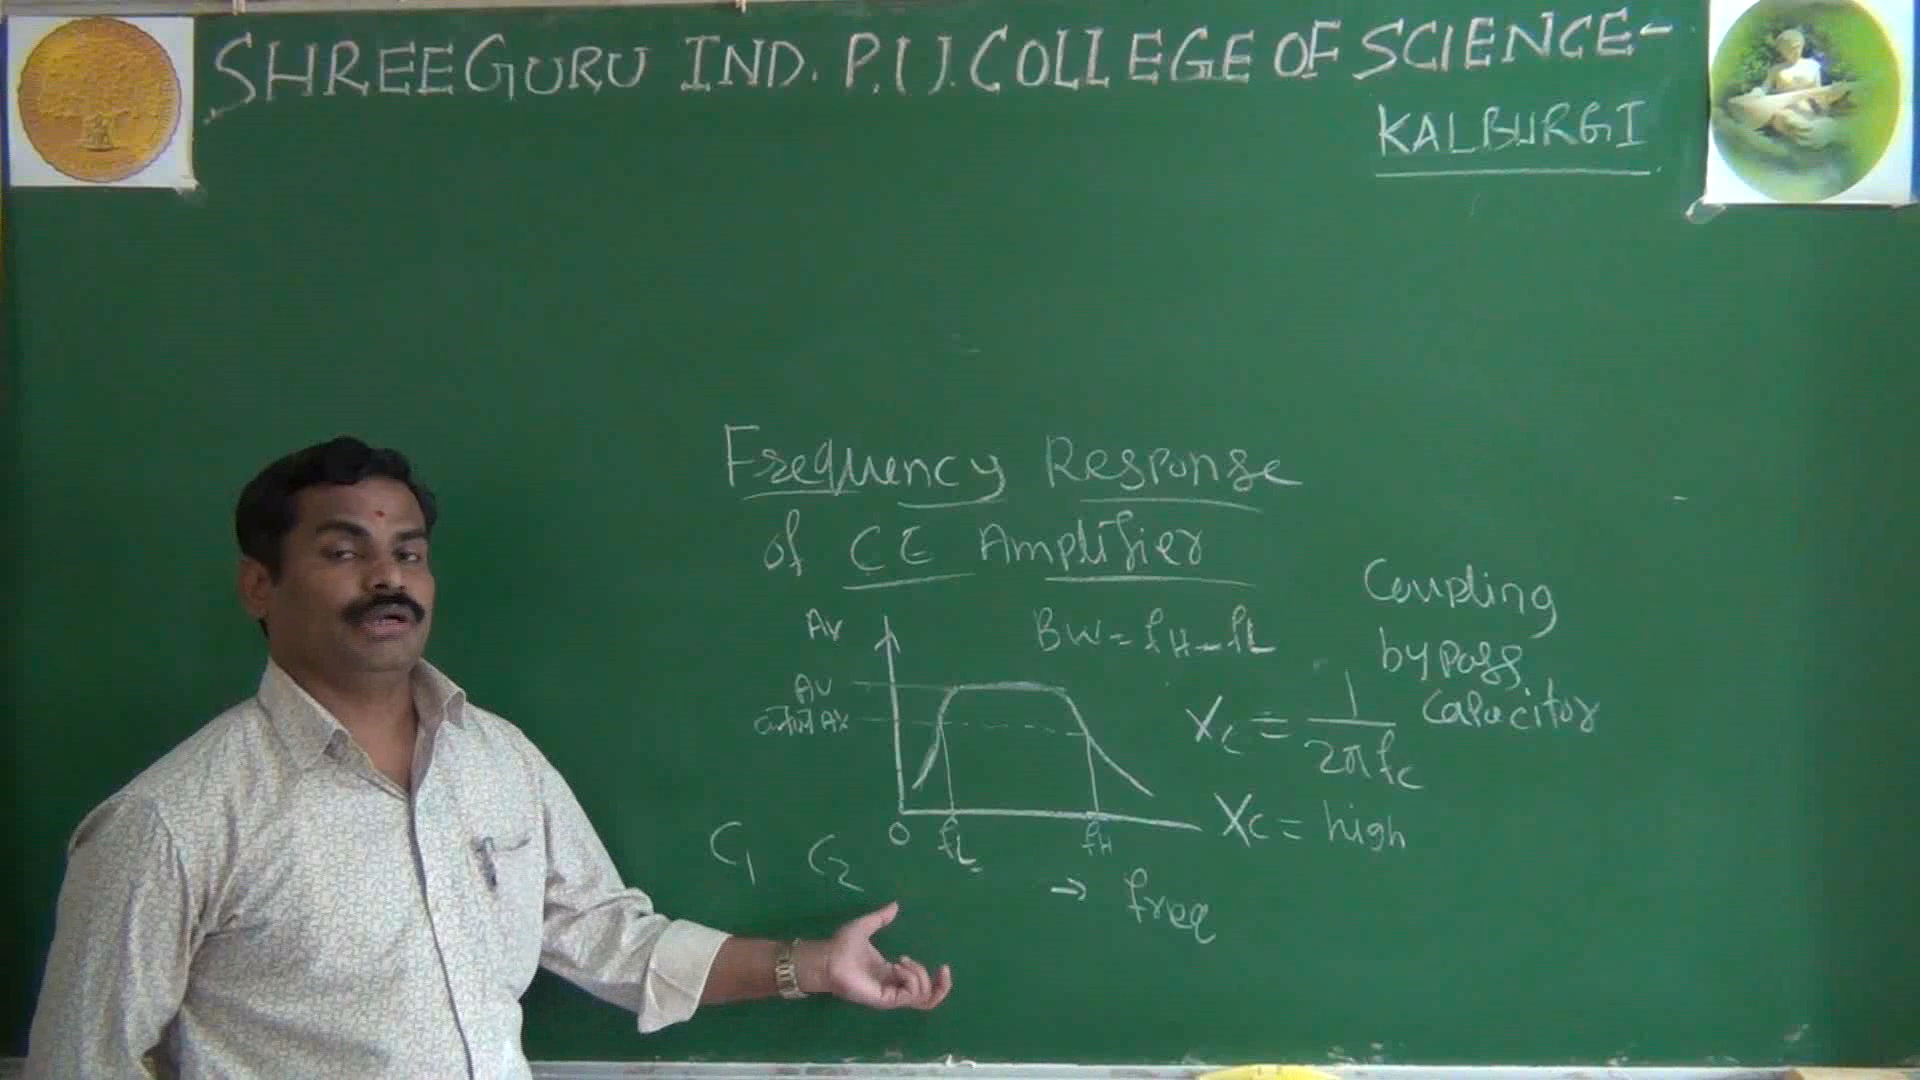 SHREEGURU IND. P.U.COLLEGE OF SCIENCE-
KALBURGI
Frequency Response
of CE Amplifier
Coupling
bypass
Capacitor
Av
BW = fH - fL
Av
XC = 1
2πfC
XC = high
0
fL
fH
C1 C2
→ freq